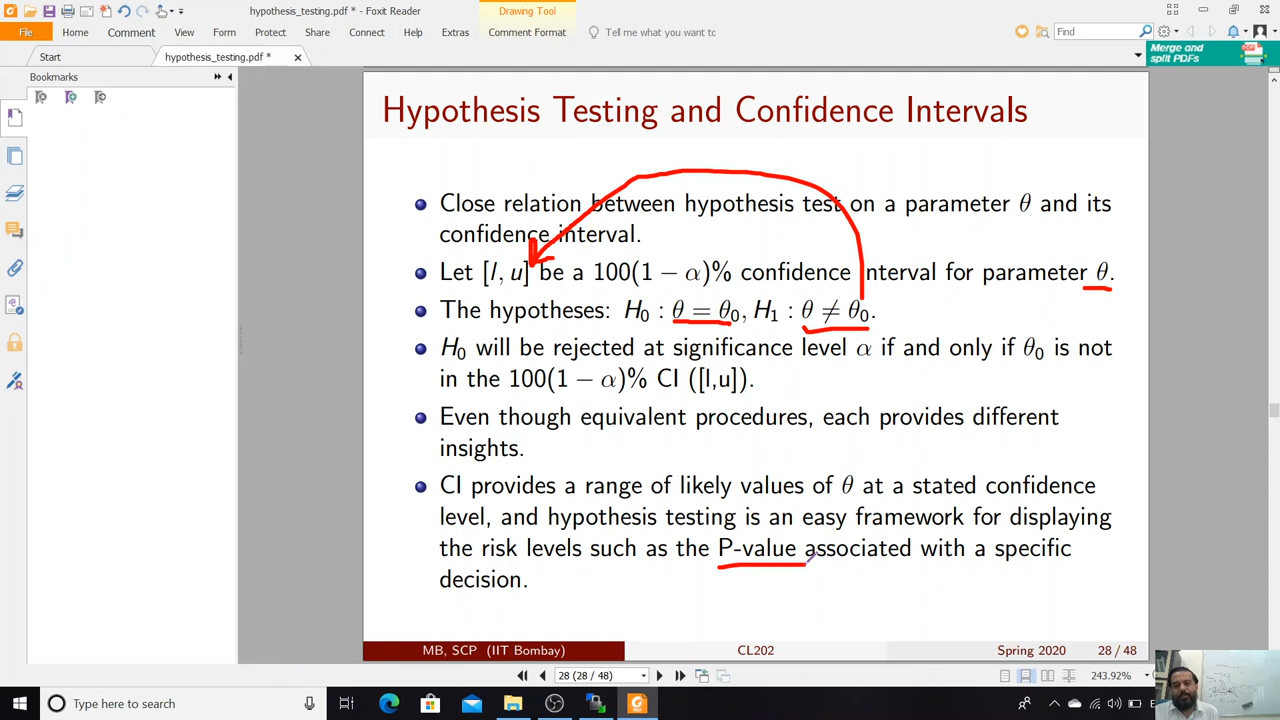 hypothesis_testing.pdf * - Foxit Reader
Drawing Tool
File
Home
Comment
View
Form
Protect
Share
Connect
Help
Extras
Comment Format
Tell me what you want to
Find
Start
hypothesis_testing.pdf *
Merge and
split PDFs
Bookmarks
Hypothesis Testing and Confidence Intervals
Close relation between hypothesis test on a parameter θ and its
confidence interval.
Let [l, u] be a 100(1 − α)% confidence interval for parameter θ.
The hypotheses: H₀ : θ = θ₀, H₁ : θ ≠ θ₀.
H₀ will be rejected at significance level α if and only if θ₀ is not
in the 100(1 − α)% CI ([l,u]).
Even though equivalent procedures, each provides different
insights.
CI provides a range of likely values of θ at a stated confidence
level, and hypothesis testing is an easy framework for displaying
the risk levels such as the P-value associated with a specific
decision.
MB, SCP (IIT Bombay)
CL202
Spring 2020
28 / 48
28 (28 / 48)
243.92%
Type here to search
ENG